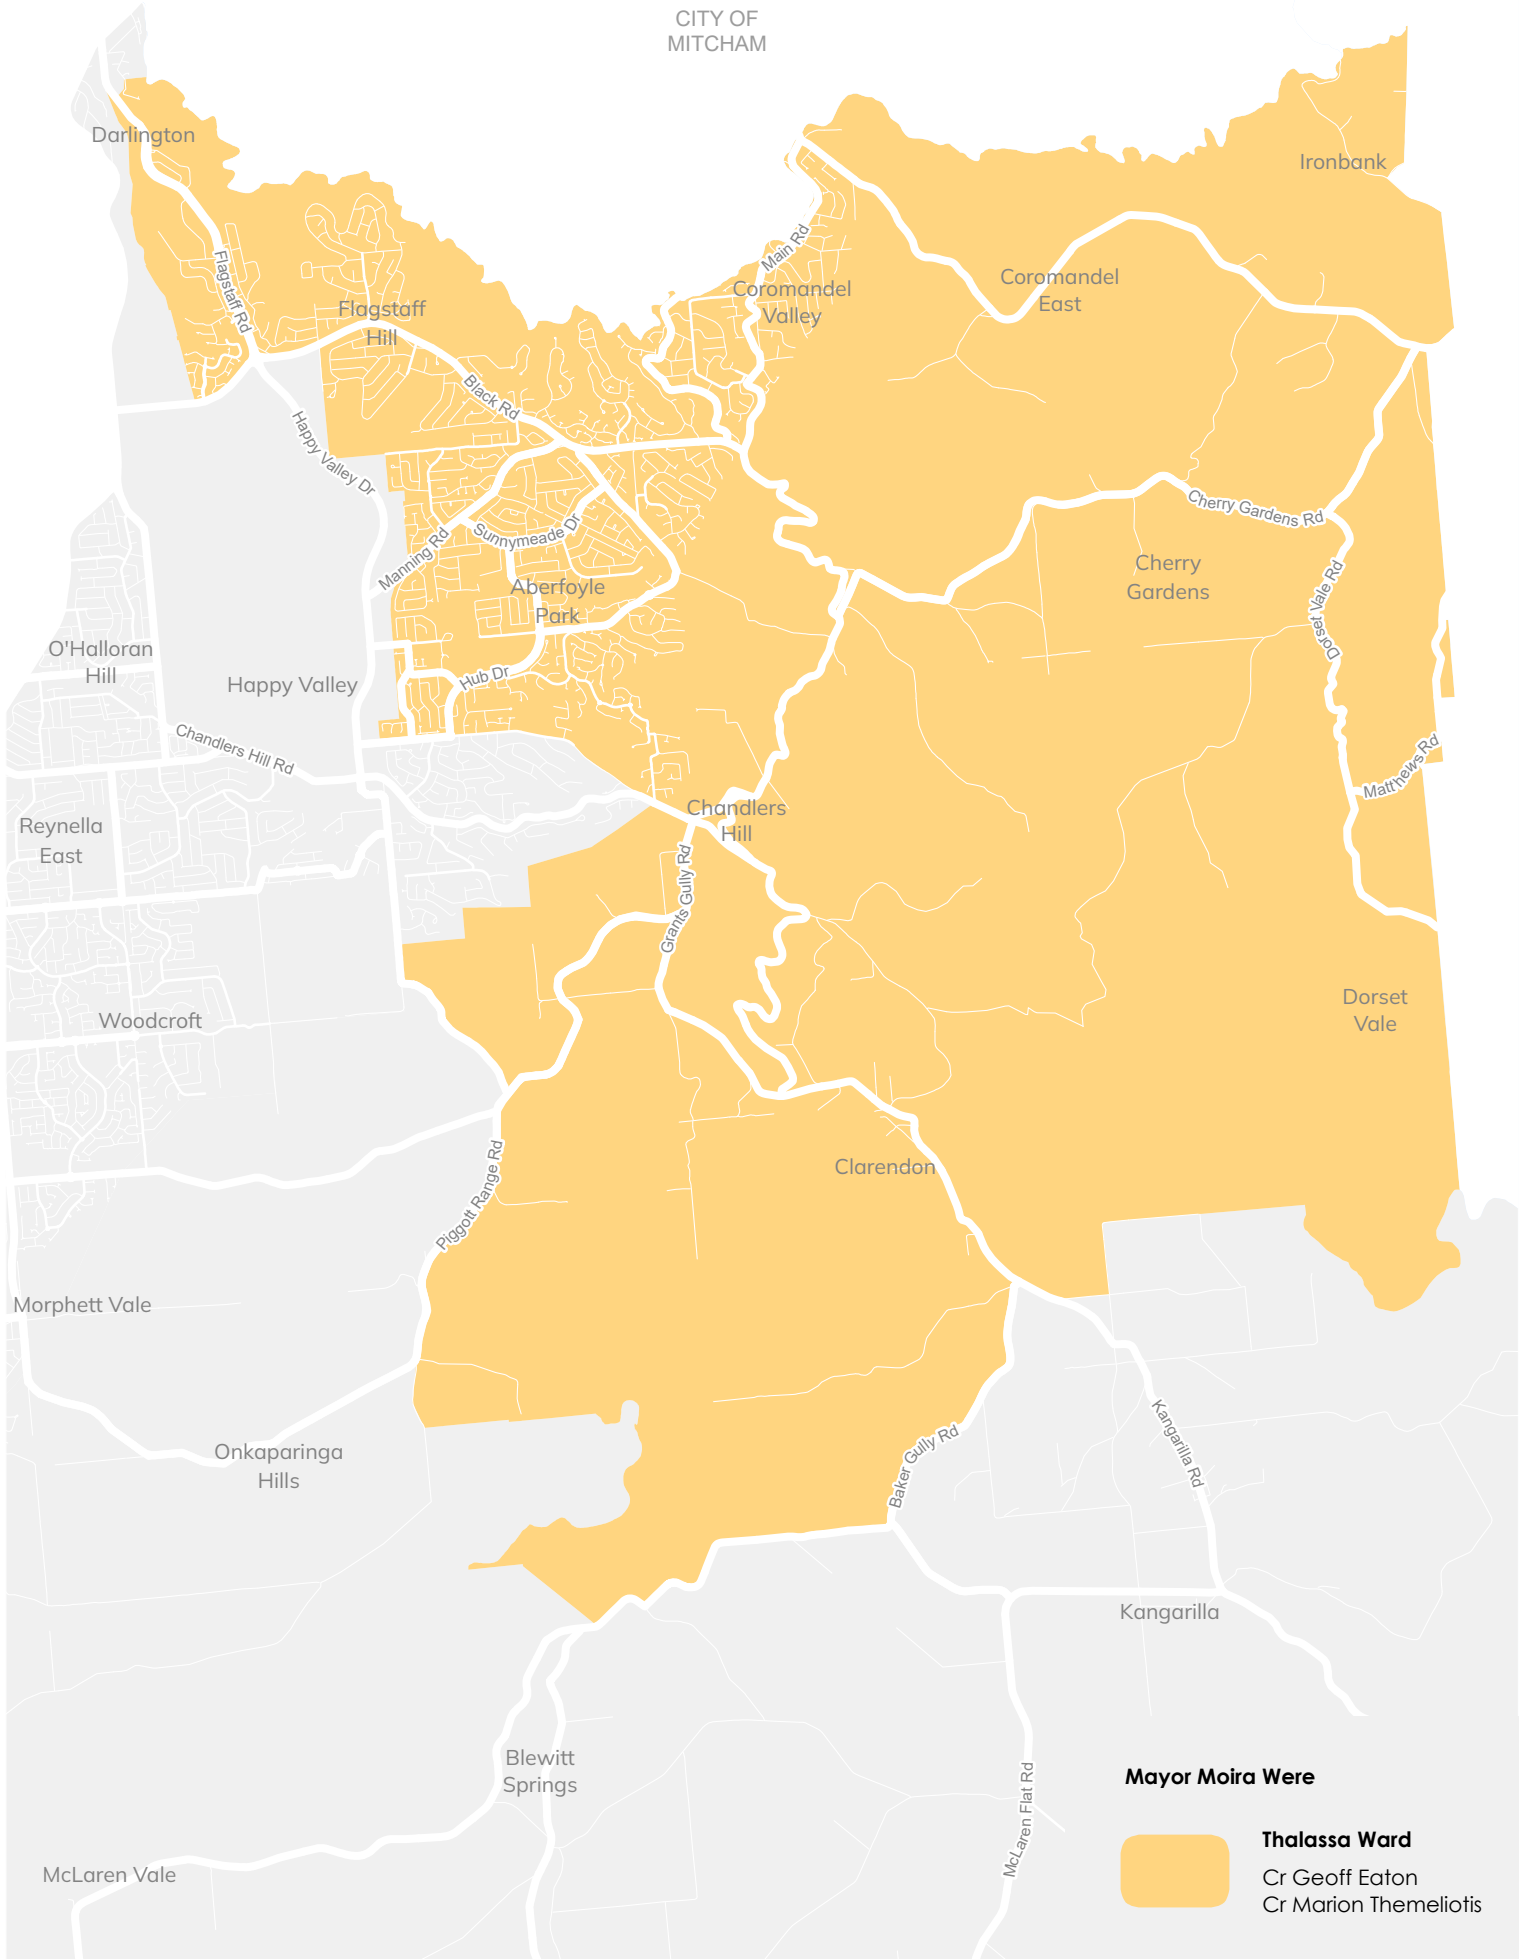 CITY OF
MITCHAM
Darlington
Ironbank
Flagstaff Rd
Main Rd
Coromandel
Valley
Coromandel
East
Flagstaff
Hill
Black Rd
Happy Valley Dr
Cherry Gardens Rd
Manning Rd
Sunnymeade Dr
Cherry
Gardens
Aberfoyle
Park
Dorset Vale Rd
O'Halloran
Hill
Happy Valley
Hub Dr
Chandlers Hill Rd
Matthews Rd
Chandlers
Hill
Reynella
East
Grants Gully Rd
Dorset
Vale
Woodcroft
Clarendon
Piggott Range Rd
Morphett Vale
Onkaparinga
Hills
Baker Gully Rd
Kangarilla Rd
Kangarilla
Blewitt
Springs
McLaren Flat Rd
McLaren Vale
Mayor Moira Were
Thalassa Ward
Cr Geoff Eaton
Cr Marion Themeliotis